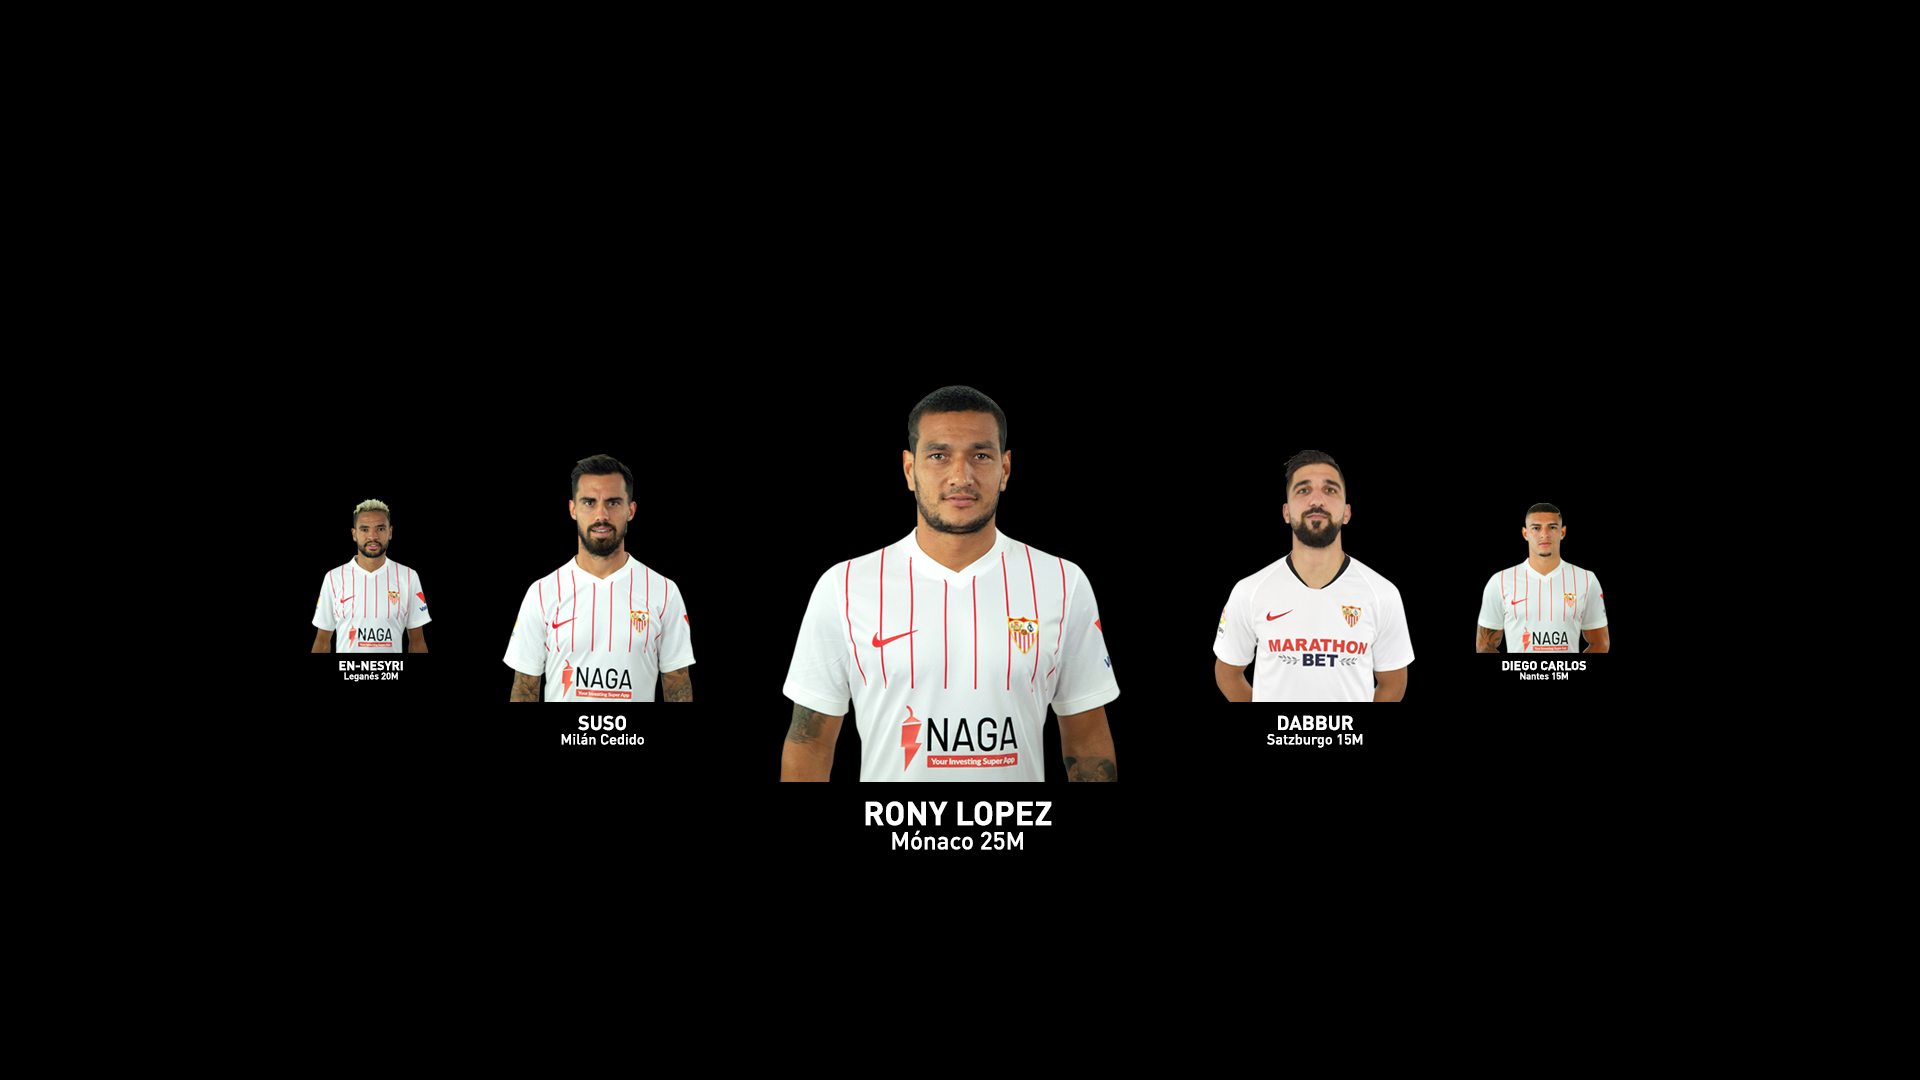 EN-NESYRI
Leganés 20M
NAGA
SUSO
Milán Cedido
NAGA
Your Investing Super App
RONY LOPEZ
Mónaco 25M
NAGA
Your Investing Super App
DABBUR
Satzburgo 15M
MARATHON
BET
DIEGO CARLOS
Nantes 15M
NAGA